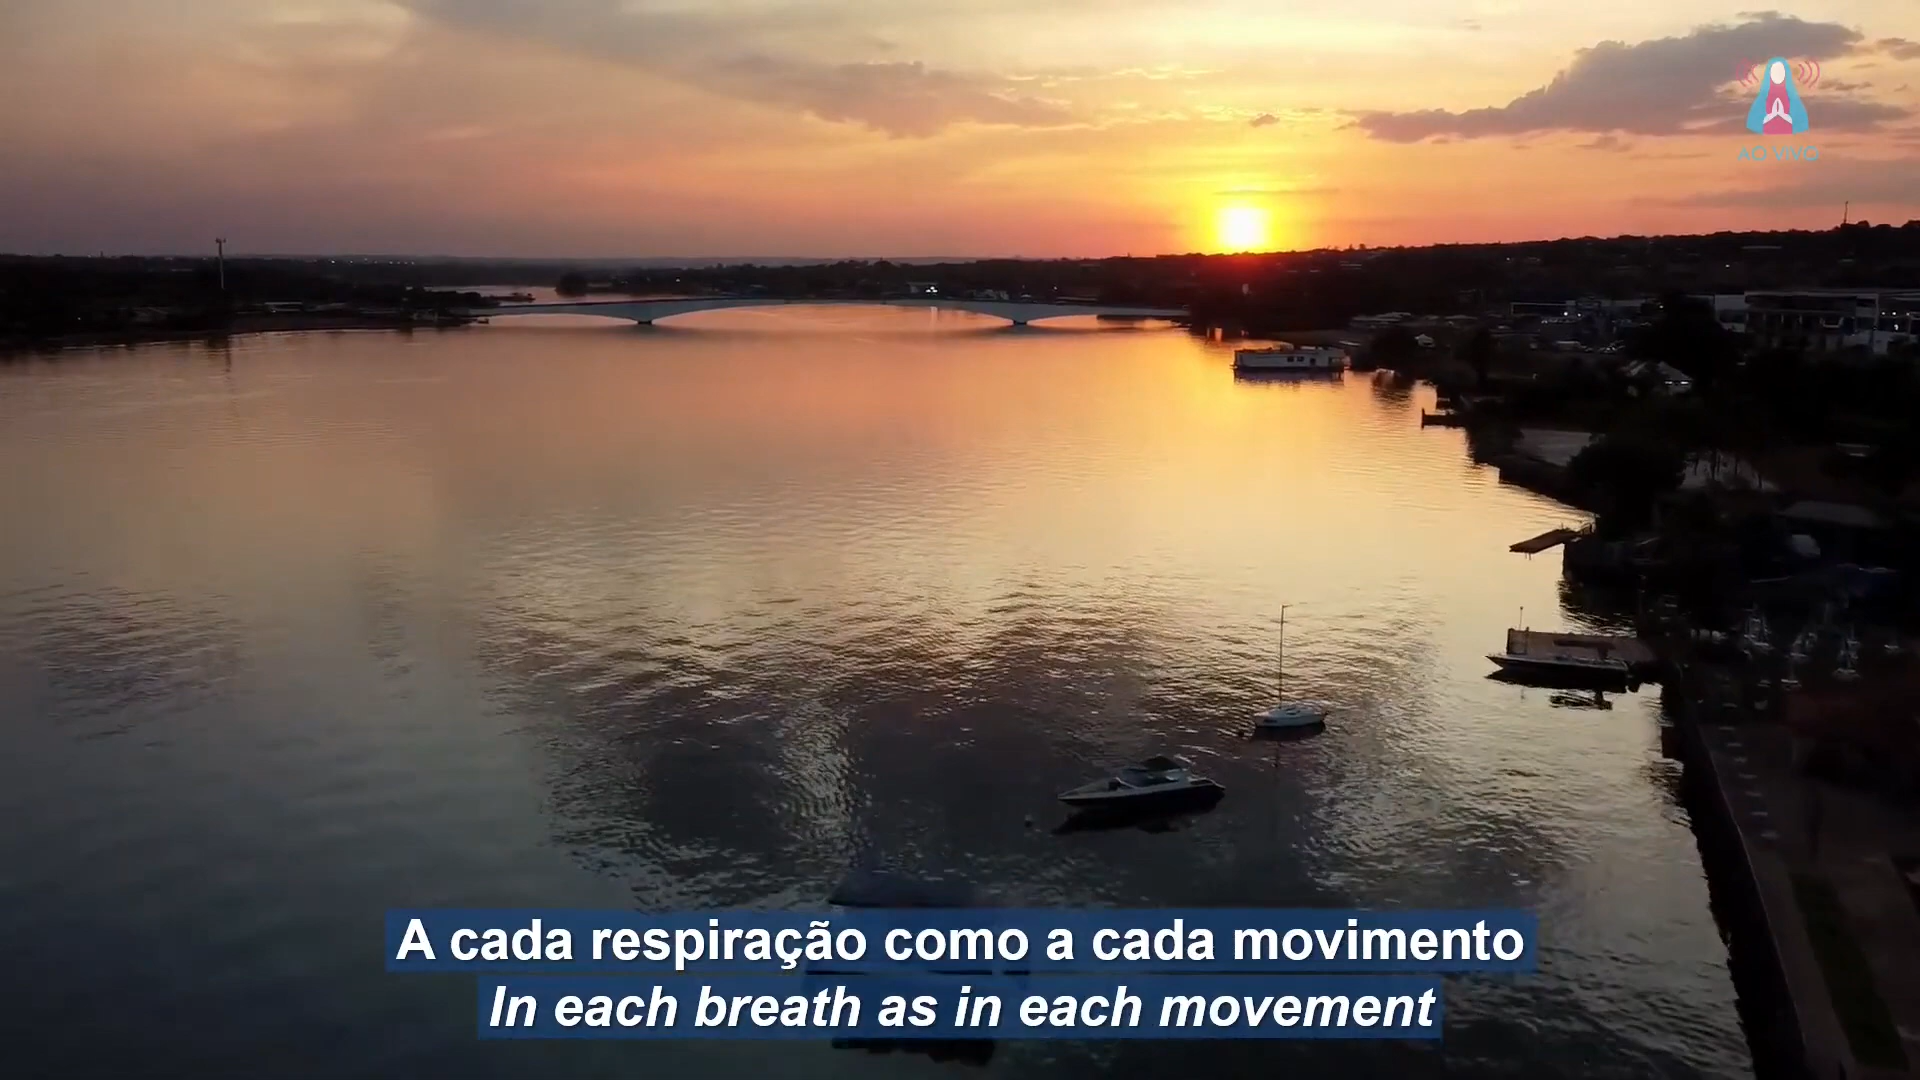 AO VIVO
A cada respiração como a cada movimento
In each breath as in each movement